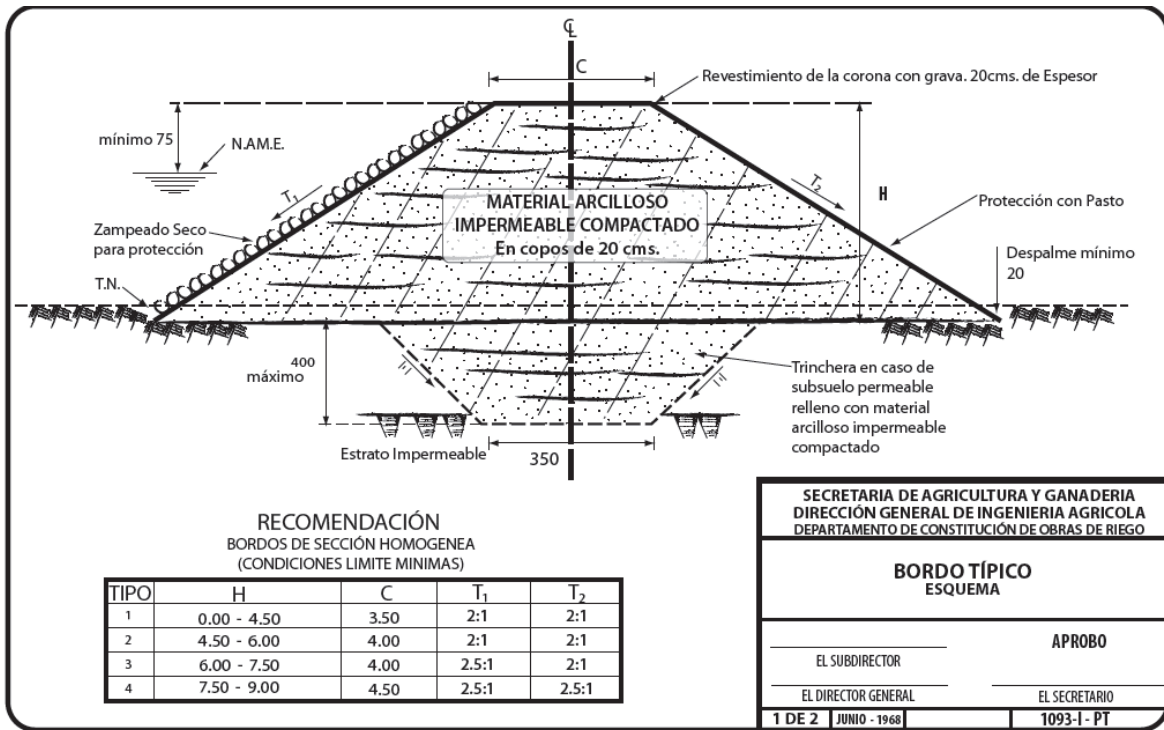 ℄
C
Revestimiento de la corona con grava. 20cms. de Espesor
mínimo 75
N.AM.E.
T₁
T₂
H
MATERIAL ARCILLOSO
IMPERMEABLE COMPACTADO
En copos de 20 cms.
Protección con Pasto
Zampeado Seco
para protección
Despalme mínimo
20
T.N.
400
máximo
1:1
1:1
Trinchera en caso de
subsuelo permeable
relleno con material
arcilloso impermeable
compactado
Estrato Impermeable
350
RECOMENDACIÓN
BORDOS DE SECCIÓN HOMOGENEA
(CONDICIONES LIMITE MINIMAS)
TIPO H C T₁ T₂
1 0.00 - 4.50 3.50 2:1 2:1
2 4.50 - 6.00 4.00 2:1 2:1
3 6.00 - 7.50 4.00 2.5:1 2:1
4 7.50 - 9.00 4.50 2.5:1 2.5:1
SECRETARIA DE AGRICULTURA Y GANADERIA
DIRECCIÓN GENERAL DE INGENIERIA AGRICOLA
DEPARTAMENTO DE CONSTITUCIÓN DE OBRAS DE RIEGO
BORDO TÍPICO
ESQUEMA
APROBO
EL SUBDIRECTOR
EL DIRECTOR GENERAL EL SECRETARIO
1 DE 2 JUNIO - 1968 1093-I - PT